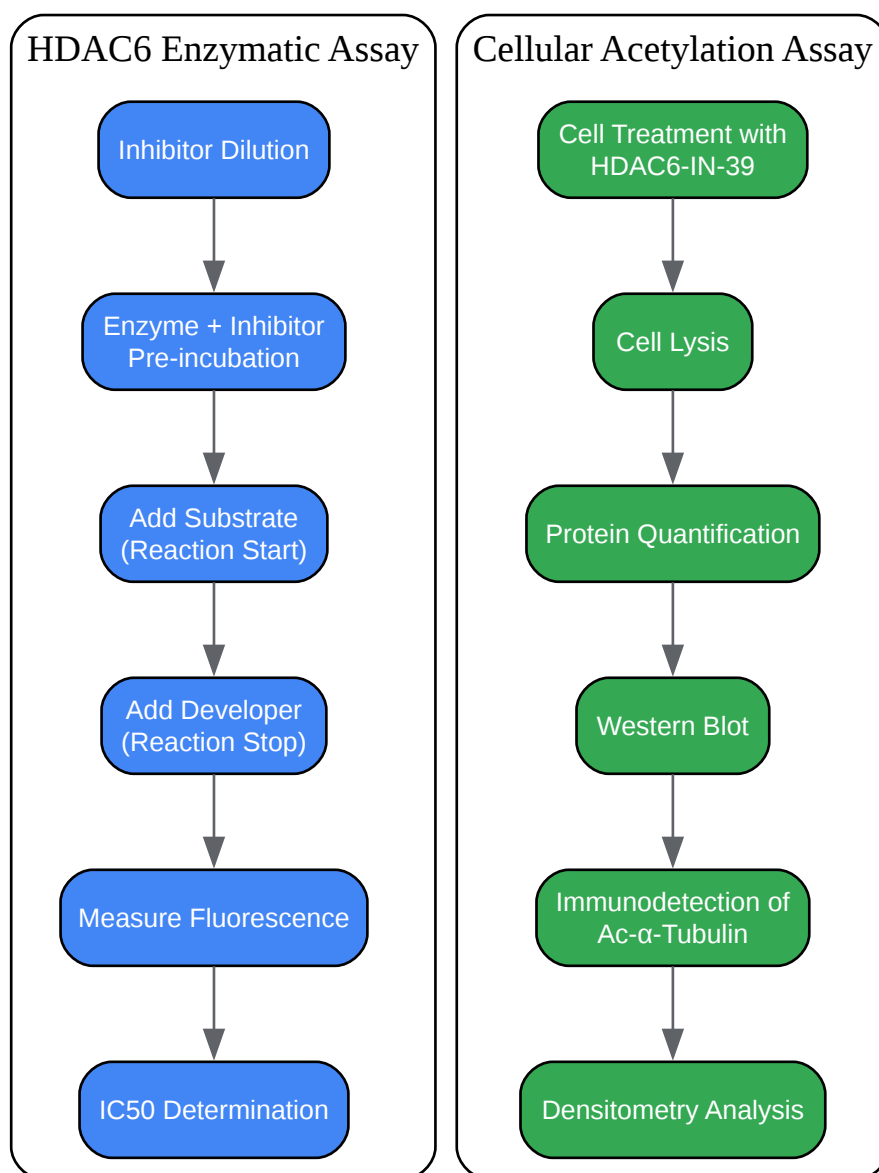 HDAC6 Enzymatic Assay
Inhibitor Dilution
Enzyme + Inhibitor
Pre-incubation
Add Substrate
(Reaction Start)
Add Developer
(Reaction Stop)
Measure Fluorescence
IC50 Determination
Cellular Acetylation Assay
Cell Treatment with
HDAC6-IN-39
Cell Lysis
Protein Quantification
Western Blot
Immunodetection of
Ac-α-Tubulin
Densitometry Analysis